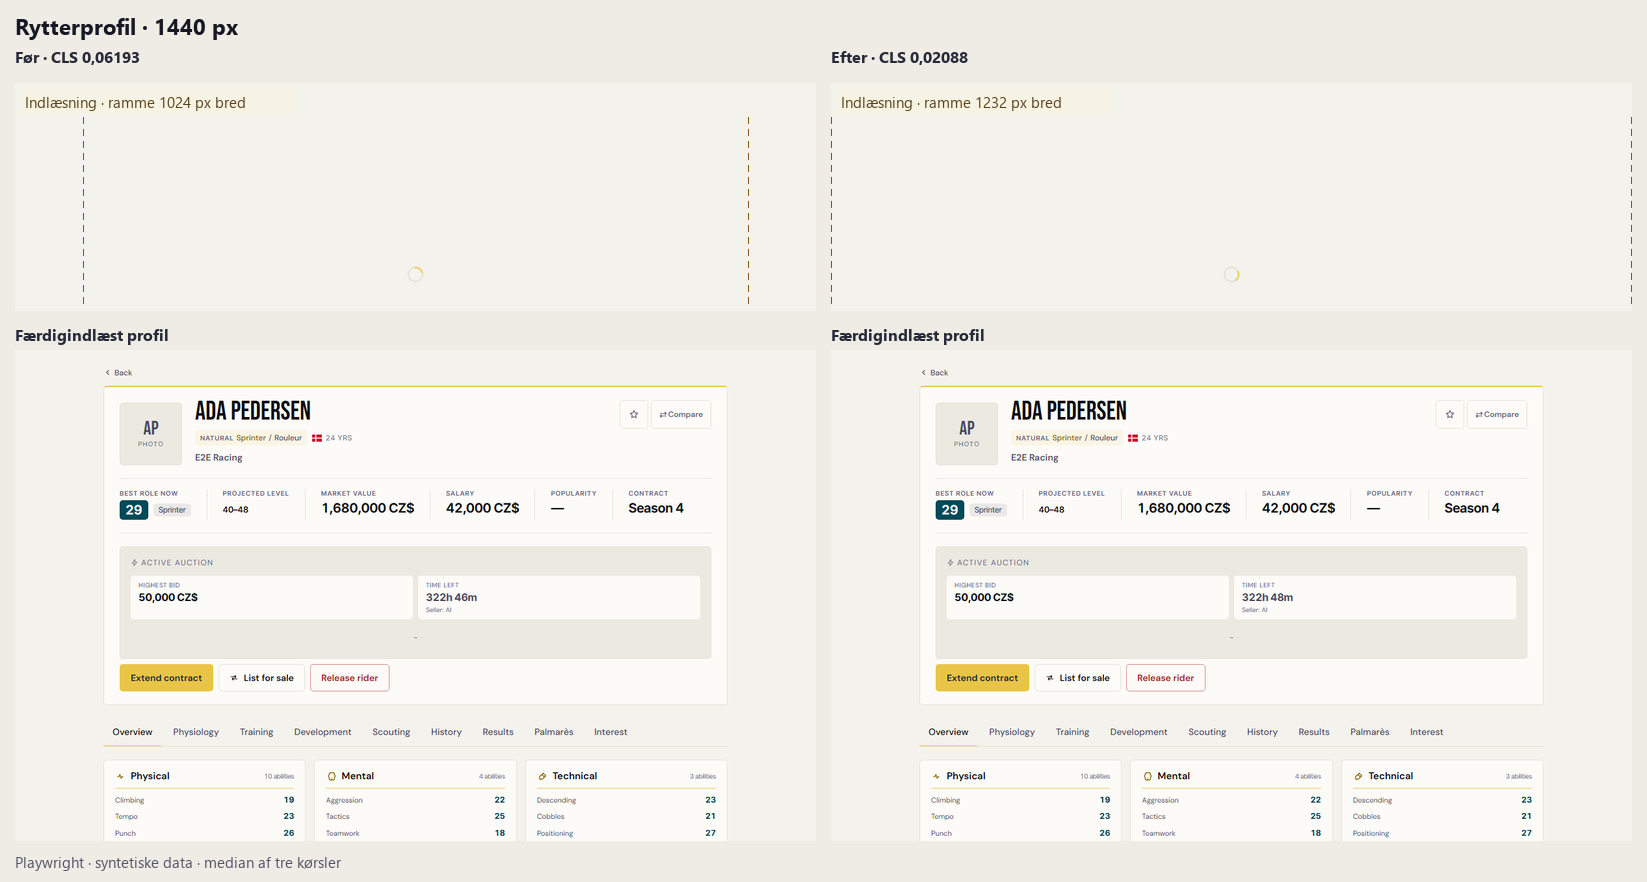 Rytterprofil · 1440 px
Før · CLS 0,06193
Indlæsning · ramme 1024 px bred
Færdigindlæst profil
Back
AP
PHOTO
ADA PEDERSEN
NATURAL Sprinter / Rouleur 24 YRS
E2E Racing
Compare
BEST ROLE NOW PROJECTED LEVEL MARKET VALUE SALARY POPULARITY CONTRACT
29 Sprinter 40–48 1,680,000 CZ$ 42,000 CZ$ — Season 4
ACTIVE AUCTION
HIGHEST BID TIME LEFT
50,000 CZ$ 322h 46m
Seller: AI
-
Extend contract List for sale Release rider
Overview Physiology Training Development Scouting History Results Palmarès Interest
Physical 10 abilities Mental 4 abilities Technical 3 abilities
Climbing 19 Aggression 22 Descending 23
Tempo 23 Tactics 25 Cobbles 21
Punch 26 Teamwork 18 Positioning 27
Efter · CLS 0,02088
Indlæsning · ramme 1232 px bred
Færdigindlæst profil
Back
AP
PHOTO
ADA PEDERSEN
NATURAL Sprinter / Rouleur 24 YRS
E2E Racing
Compare
BEST ROLE NOW PROJECTED LEVEL MARKET VALUE SALARY POPULARITY CONTRACT
29 Sprinter 40–48 1,680,000 CZ$ 42,000 CZ$ — Season 4
ACTIVE AUCTION
HIGHEST BID TIME LEFT
50,000 CZ$ 322h 48m
Seller: AI
-
Extend contract List for sale Release rider
Overview Physiology Training Development Scouting History Results Palmarès Interest
Physical 10 abilities Mental 4 abilities Technical 3 abilities
Climbing 19 Aggression 22 Descending 23
Tempo 23 Tactics 25 Cobbles 21
Punch 26 Teamwork 18 Positioning 27
Playwright · syntetiske data · median af tre kørsler